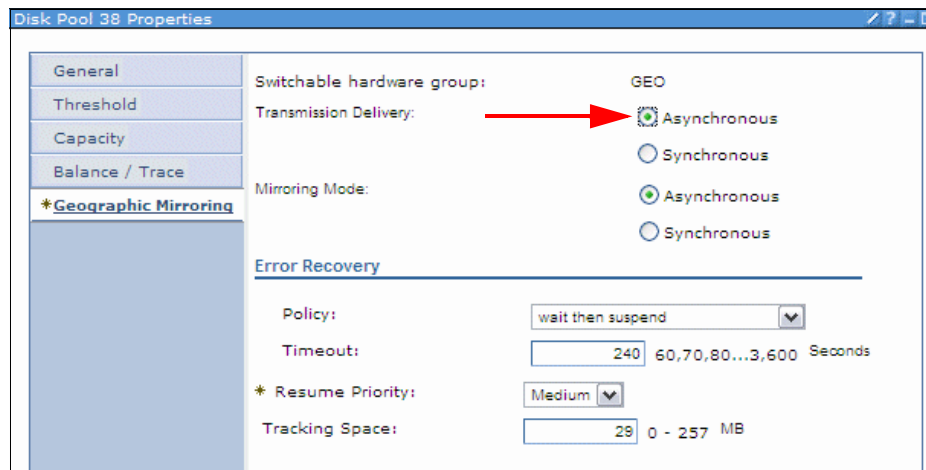 Disk Pool 38 Properties
General
Threshold
Capacity
Balance / Trace
*Geographic Mirroring
Switchable hardware group: GEO
Transmission Delivery: Asynchronous
Synchronous
Mirroring Mode: Asynchronous
Synchronous
Error Recovery
Policy: wait then suspend
Timeout: 240 60,70,80...3,600 Seconds
* Resume Priority: Medium
Tracking Space: 29 0 - 257 MB